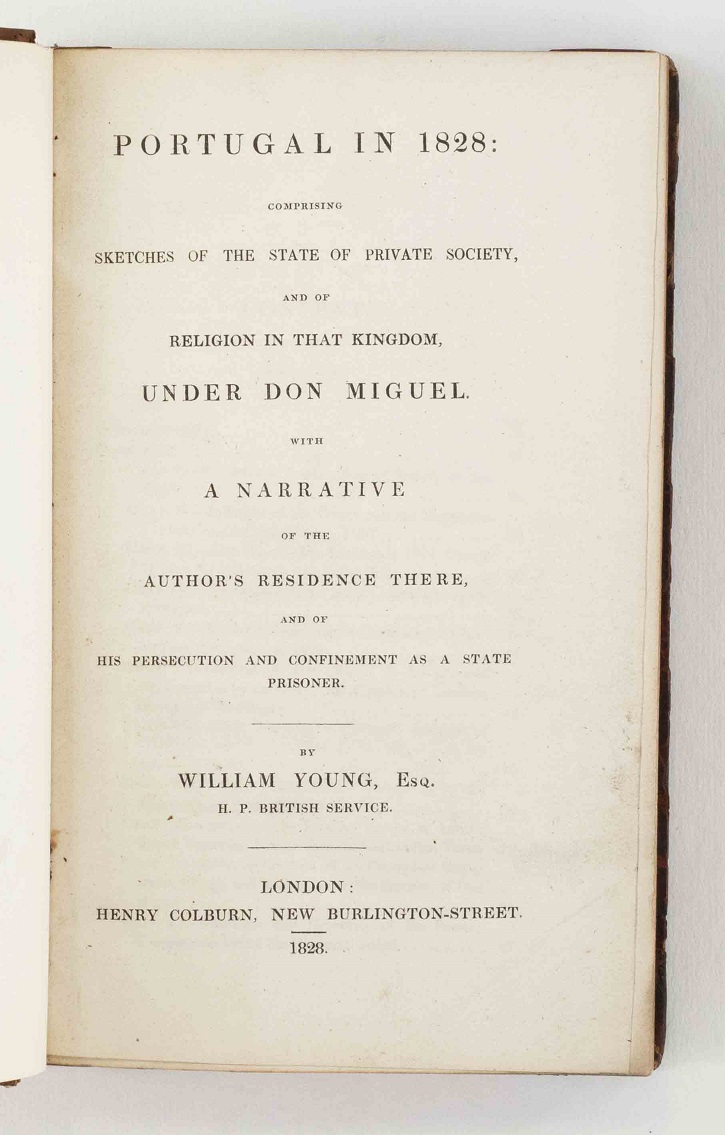 PORTUGAL IN 1828:
COMPRISING
SKETCHES OF THE STATE OF PRIVATE SOCIETY,
AND OF
RELIGION IN THAT KINGDOM,
UNDER DON MIGUEL.
WITH
A NARRATIVE
OF THE
AUTHOR'S RESIDENCE THERE,
AND OF
HIS PERSECUTION AND CONFINEMENT AS A STATE
PRISONER.
BY
WILLIAM YOUNG, Esq.
H. P. BRITISH SERVICE.
LONDON:
HENRY COLBURN, NEW BURLINGTON-STREET.
1828.